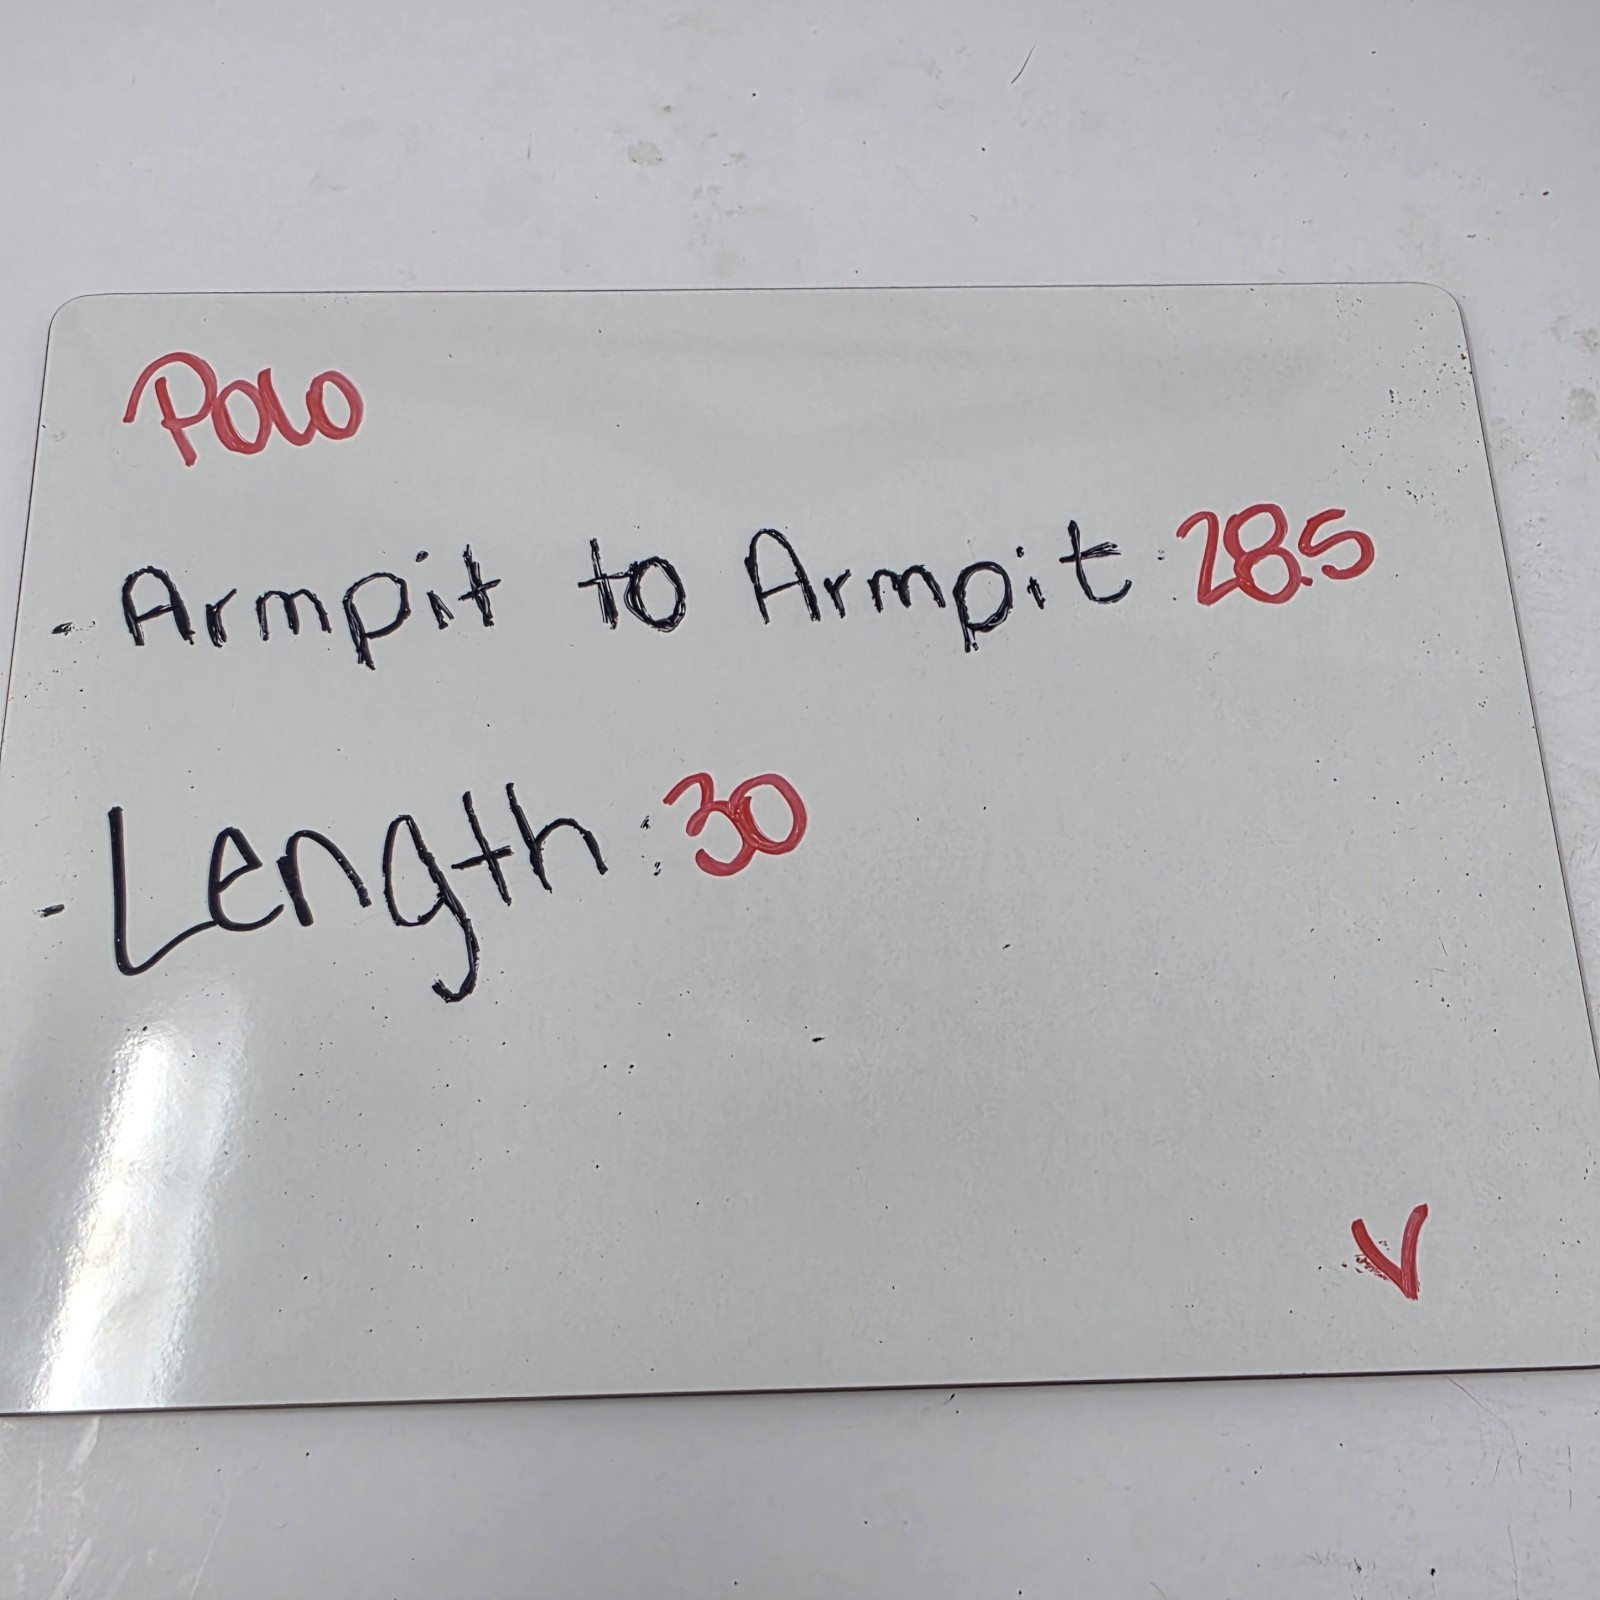 Polo
- Armpit to Armpit : 28.5
- Length : 30
V